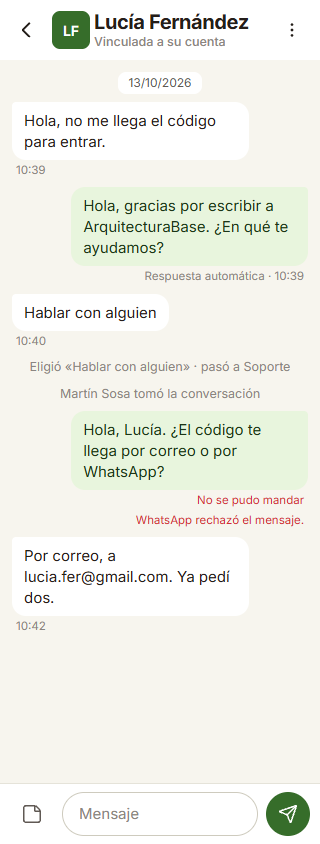 LF
Lucía Fernández
Vinculada a su cuenta
13/10/2026
Hola, no me llega el código
para entrar.
10:39
Hola, gracias por escribir a
ArquitecturaBase. ¿En qué te
ayudamos?
Respuesta automática · 10:39
Hablar con alguien
10:40
Eligió «Hablar con alguien» · pasó a Soporte
Martín Sosa tomó la conversación
Hola, Lucía. ¿El código te
llega por correo o por
WhatsApp?
No se pudo mandar
WhatsApp rechazó el mensaje.
Por correo, a
lucia.fer@gmail.com. Ya pedí
dos.
10:42
Mensaje